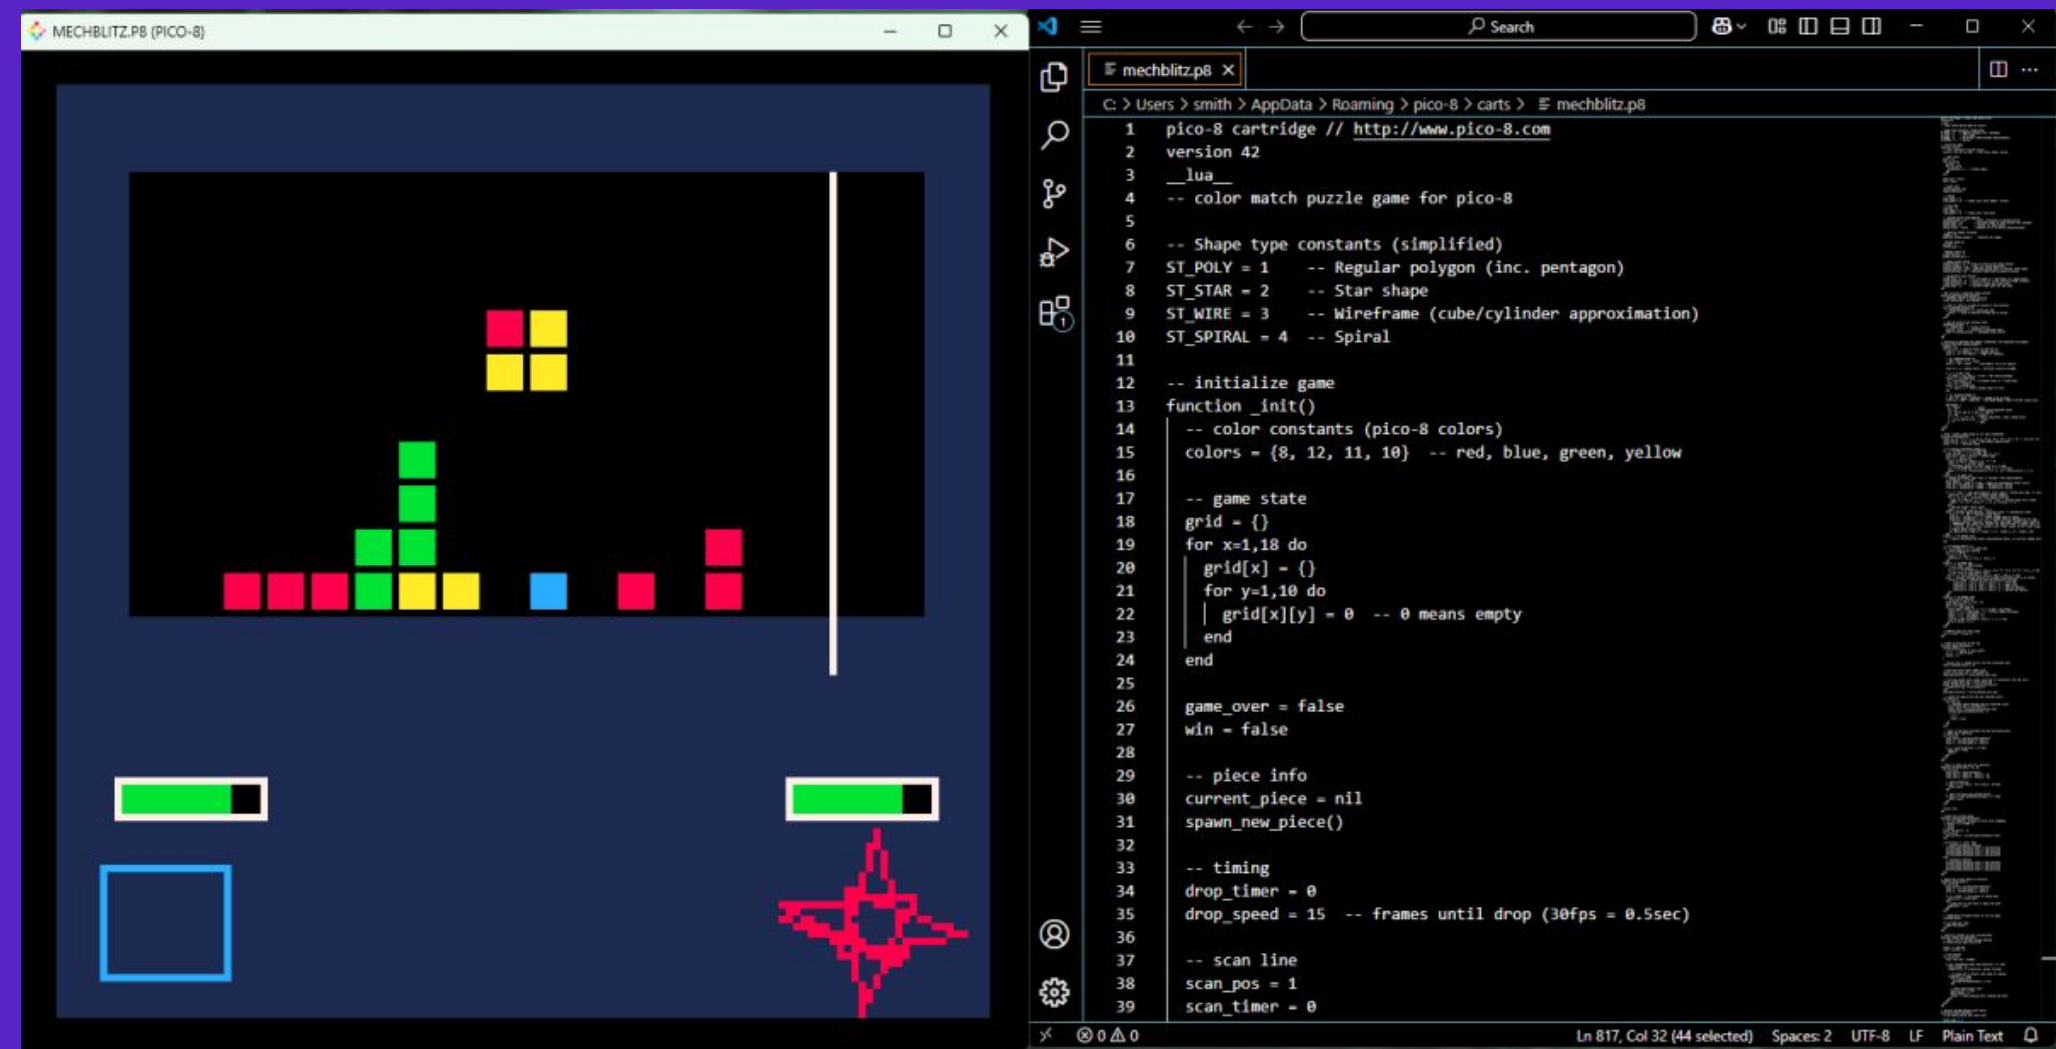 MECHBLITZ.P8 (PICO-8)
Search
mechblitz.p8
C: > Users > smith > AppData > Roaming > pico-8 > carts > mechblitz.p8
1 pico-8 cartridge // http://www.pico-8.com
2 version 42
3 __lua__
4 -- color match puzzle game for pico-8
5
6 -- Shape type constants (simplified)
7 ST_POLY = 1 -- Regular polygon (inc. pentagon)
8 ST_STAR = 2 -- Star shape
9 ST_WIRE = 3 -- Wireframe (cube/cylinder approximation)
10 ST_SPIRAL = 4 -- Spiral
11
12 -- initialize game
13 function _init()
14 -- color constants (pico-8 colors)
15 colors = {8, 12, 11, 10} -- red, blue, green, yellow
16
17 -- game state
18 grid = {}
19 for x=1,18 do
20 grid[x] = {}
21 for y=1,10 do
22 grid[x][y] = 0 -- 0 means empty
23 end
24 end
25
26 game_over = false
27 win = false
28
29 -- piece info
30 current_piece = nil
31 spawn_new_piece()
32
33 -- timing
34 drop_timer = 0
35 drop_speed = 15 -- frames until drop (30fps = 0.5sec)
36
37 -- scan line
38 scan_pos = 1
39 scan_timer = 0
1
0 0
Ln 817, Col 32 (44 selected) Spaces: 2 UTF-8 LF Plain Text